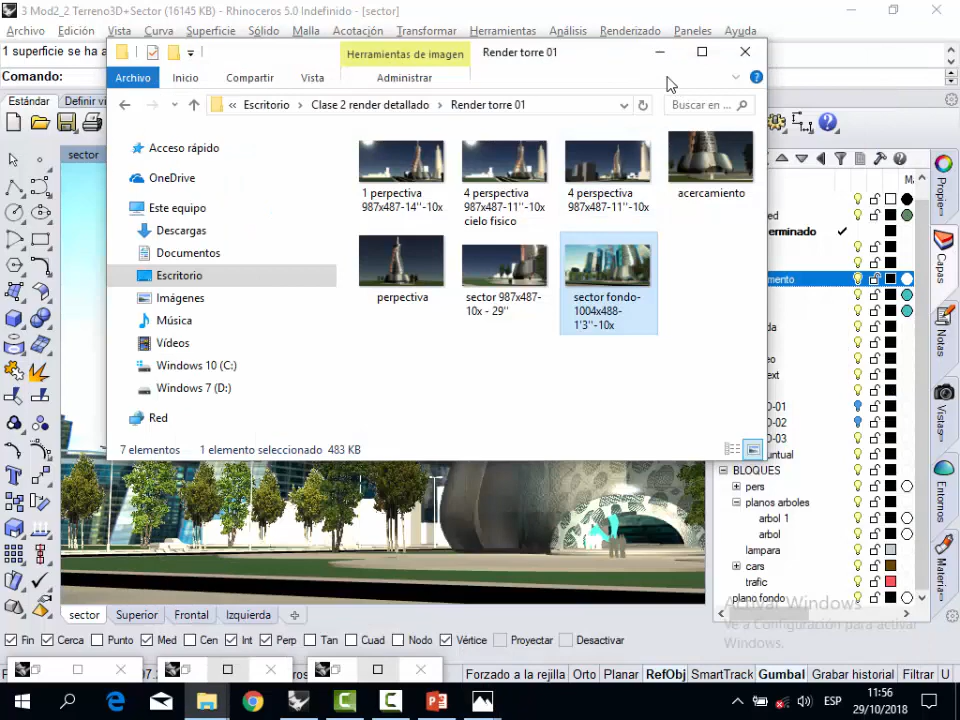 3 Mod2_2 Terreno3D+Sector (16145 KB) - Rhinoceros 5.0 Indefinido - [sector]
Archivo Edición Vista Curva Superficie Sólido Malla Acotación Transformar Herramientas Análisis Renderizado Paneles Ayuda
1 superficie se ha a
Comando:
Estándar Definir vi
sector
Herramientas de imagen
Render torre 01
Archivo Inicio Compartir Vista Administrar
« Escritorio Clase 2 render detallado Render torre 01
Buscar en ...
Acceso rápido
OneDrive
Este equipo
Descargas
Documentos
Escritorio
Imágenes
Música
Vídeos
Windows 10 (C:)
Windows 7 (D:)
Red
1 perpectiva
987x487-14''-10x
4 perspectiva
987x487-11''-10x
cielo fisico
4 perspectiva
987x487-11''-10x
acercamiento
perpectiva
sector 987x487-
10x - 29''
sector fondo-
1004x488-
1'3''-10x
7 elementos 1 elemento seleccionado 483 KB
Propie
Capas
Notas
Vistas
Entornos
Materia
erminado
BLOQUES
pers
planos arboles
arbol 1
arbol
lampara
cars
trafic
plano fondo
Activar Windows
Ve a Configuración para activar
Windows.
sector Superior Frontal Izquierda
Fin Cerca Punto Med Cen Int Perp Tan Cuad Nodo Vértice Proyectar Desactivar
Forzado a la rejilla Orto Planar RefObj SmartTrack Gumbal Grabar historial Filtrar U
ESP
11:56
29/10/2018